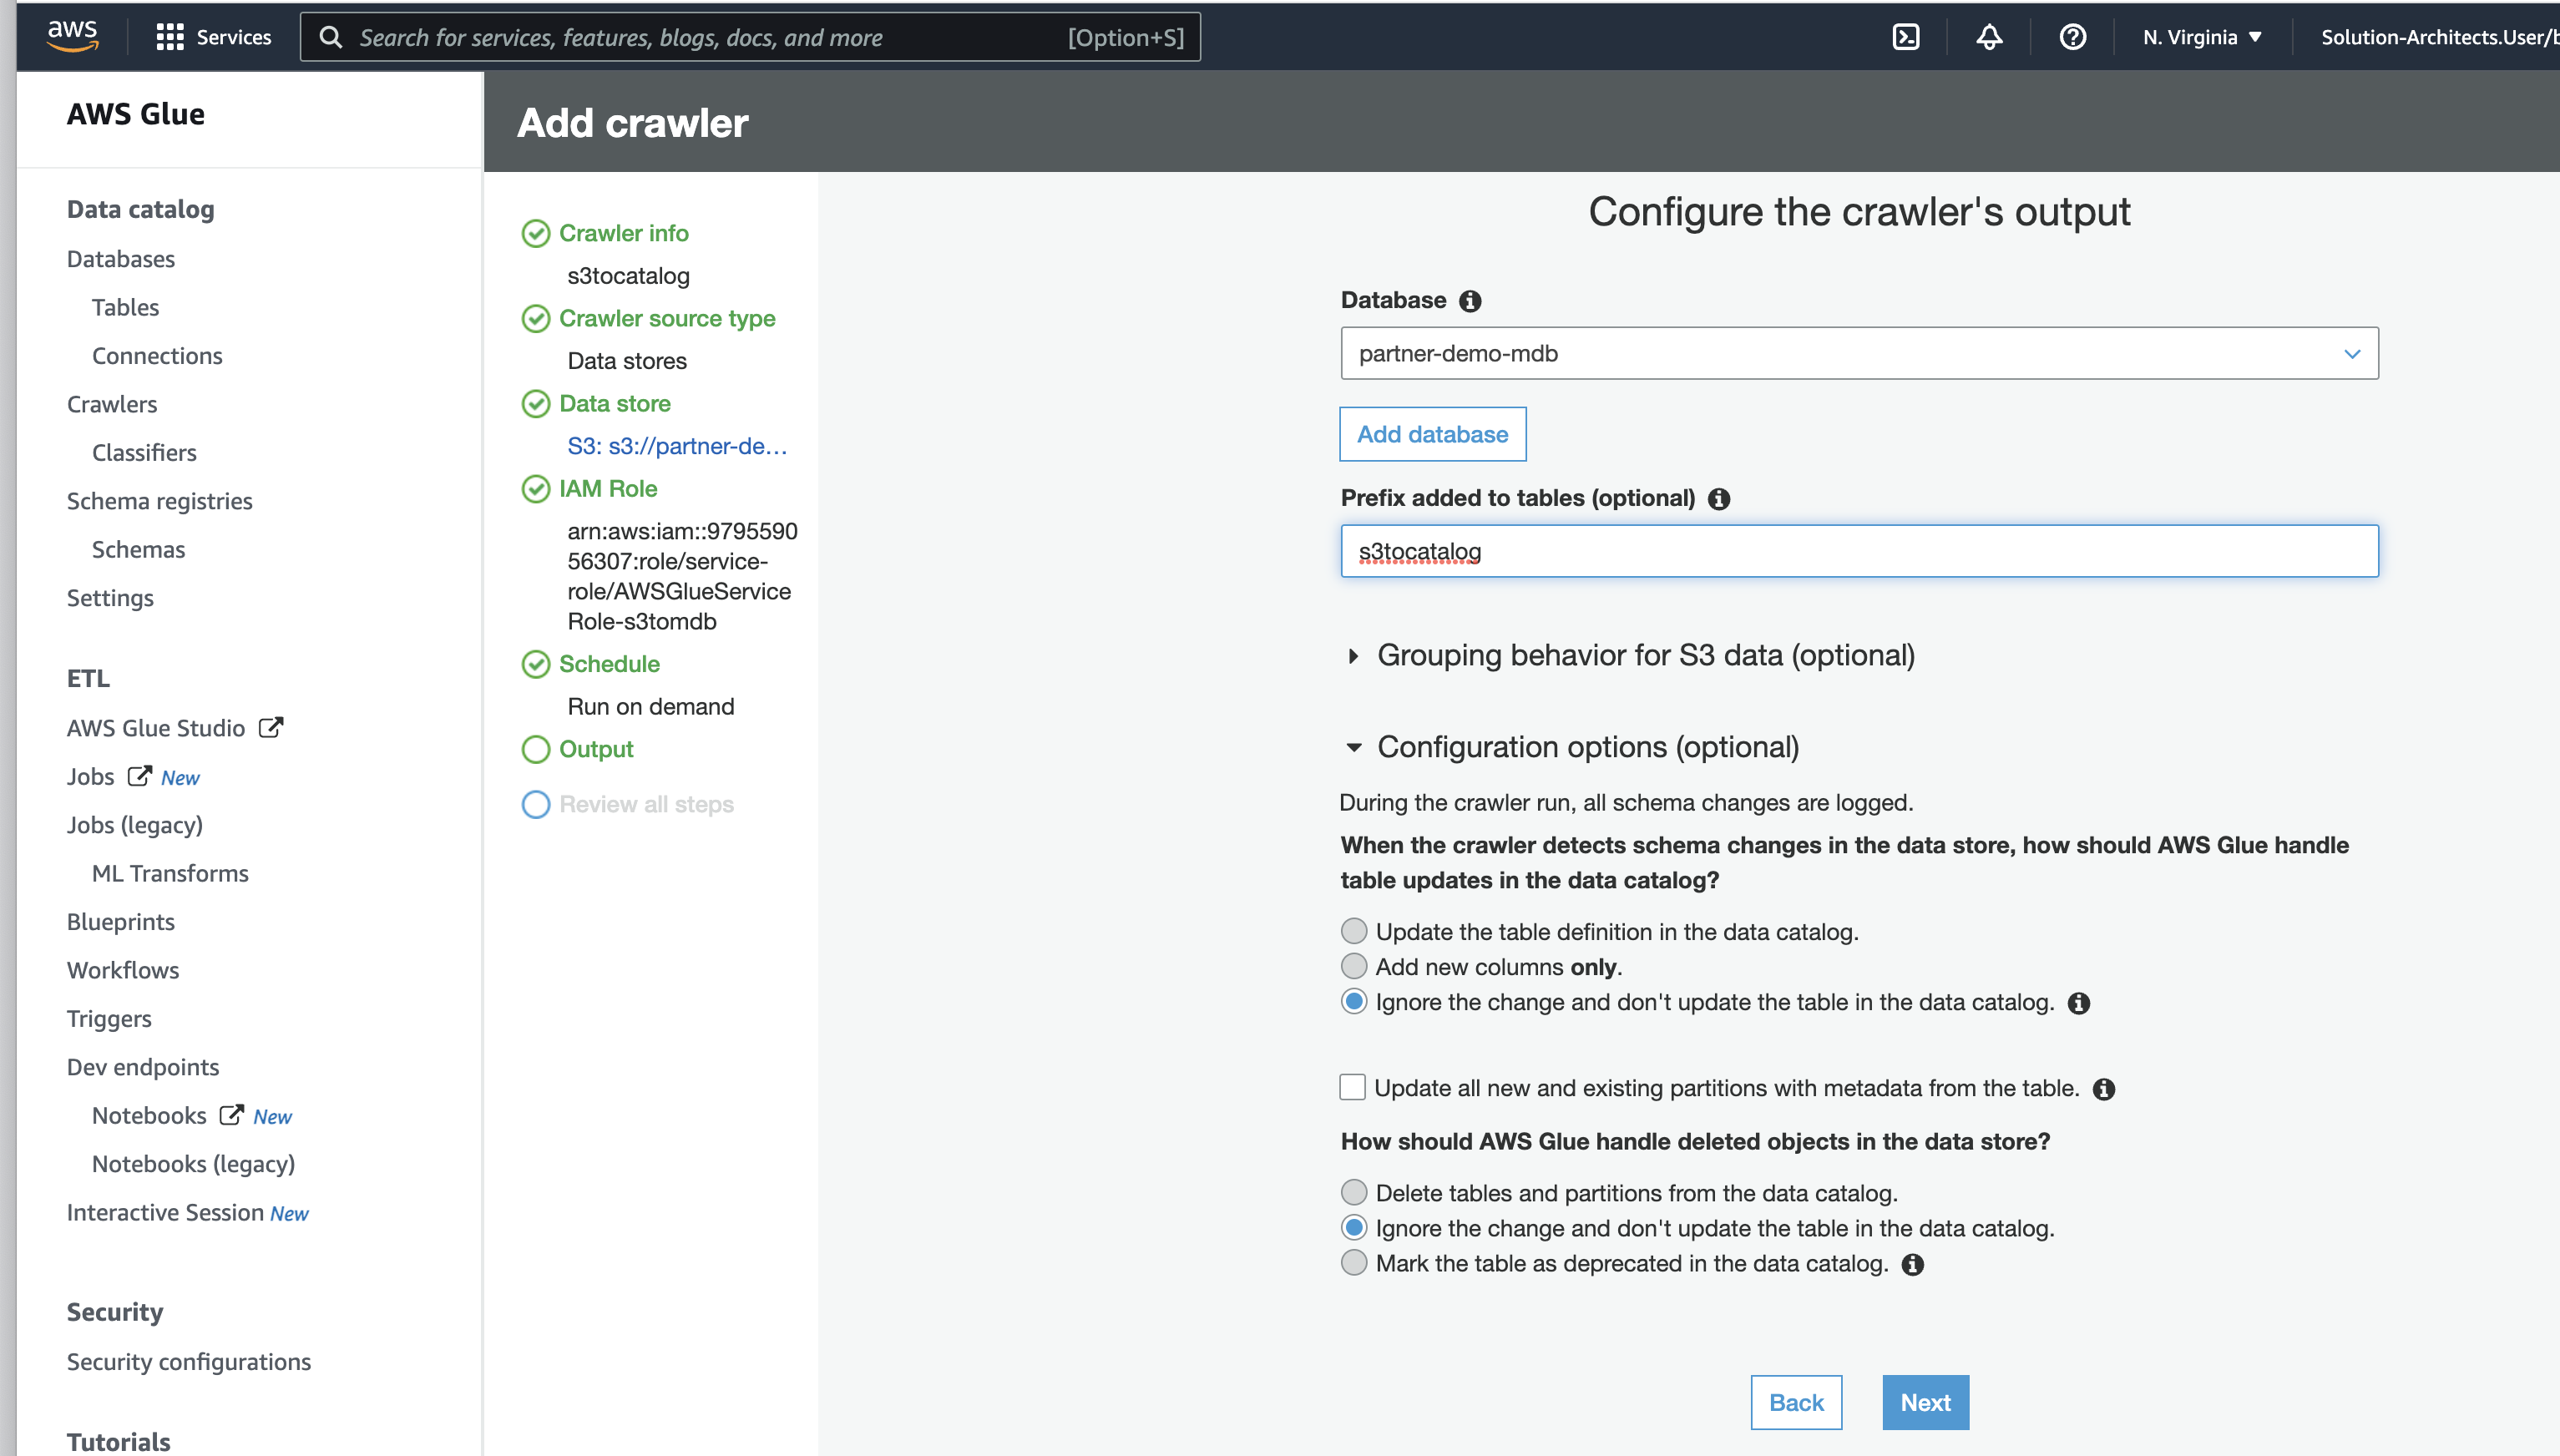 aws
Services
Search for services, features, blogs, docs, and more
[Option+S]
N. Virginia ▼
Solution-Architects.User/b
AWS Glue
Data catalog
Databases
Tables
Connections
Crawlers
Classifiers
Schema registries
Schemas
Settings
ETL
AWS Glue Studio
Jobs New
Jobs (legacy)
ML Transforms
Blueprints
Workflows
Triggers
Dev endpoints
Notebooks New
Notebooks (legacy)
Interactive Session New
Security
Security configurations
Tutorials
Add crawler
Crawler info
s3tocatalog
Crawler source type
Data stores
Data store
S3: s3://partner-de...
IAM Role
arn:aws:iam::9795590
56307:role/service-
role/AWSGlueService
Role-s3tomdb
Schedule
Run on demand
Output
Review all steps
Configure the crawler's output
Database
partner-demo-mdb
Add database
Prefix added to tables (optional)
s3tocatalog
Grouping behavior for S3 data (optional)
Configuration options (optional)
During the crawler run, all schema changes are logged.
When the crawler detects schema changes in the data store, how should AWS Glue handle
table updates in the data catalog?
Update the table definition in the data catalog.
Add new columns only.
Ignore the change and don't update the table in the data catalog.
Update all new and existing partitions with metadata from the table.
How should AWS Glue handle deleted objects in the data store?
Delete tables and partitions from the data catalog.
Ignore the change and don't update the table in the data catalog.
Mark the table as deprecated in the data catalog.
Back
Next